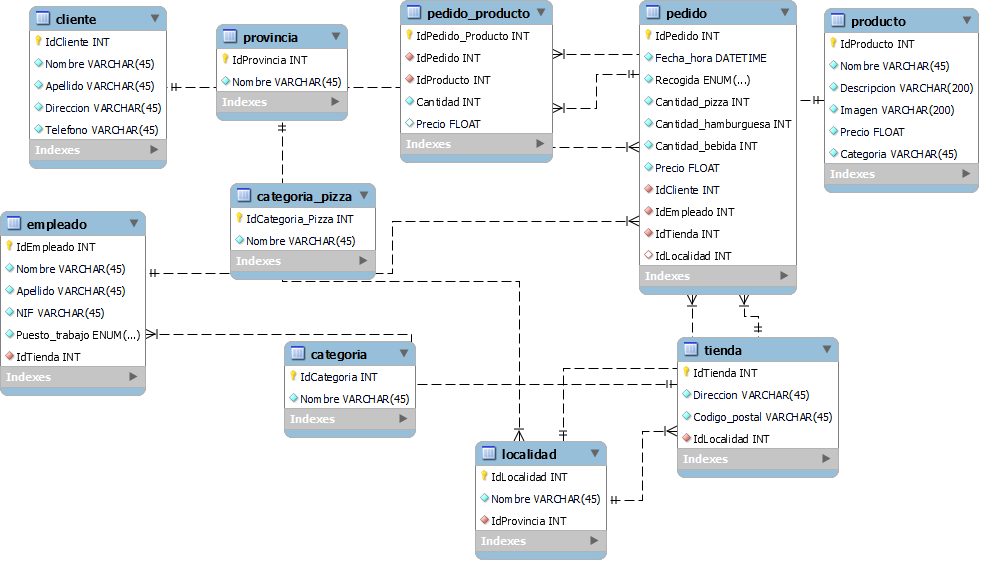 cliente
IdCliente INT
Nombre VARCHAR(45)
Apellido VARCHAR(45)
Direccion VARCHAR(45)
Telefono VARCHAR(45)
Indexes
provincia
IdProvincia INT
Nombre VARCHAR(45)
Indexes
pedido_producto
IdPedido_Producto INT
IdPedido INT
IdProducto INT
Cantidad INT
Precio FLOAT
Indexes
pedido
IdPedido INT
Fecha_hora DATETIME
Recogida ENUM(...)
Cantidad_pizza INT
Cantidad_hamburguesa INT
Cantidad_bebida INT
Precio FLOAT
IdCliente INT
IdEmpleado INT
IdTienda INT
IdLocalidad INT
Indexes
producto
IdProducto INT
Nombre VARCHAR(45)
Descripcion VARCHAR(200)
Imagen VARCHAR(200)
Precio FLOAT
Categoria VARCHAR(45)
Indexes
categoria_pizza
IdCategoria_Pizza INT
Nombre VARCHAR(45)
Indexes
empleado
IdEmpleado INT
Nombre VARCHAR(45)
Apellido VARCHAR(45)
NIF VARCHAR(45)
Puesto_trabajo ENUM(...)
IdTienda INT
Indexes
categoria
IdCategoria INT
Nombre VARCHAR(45)
Indexes
tienda
IdTienda INT
Direccion VARCHAR(45)
Codigo_postal VARCHAR(45)
IdLocalidad INT
Indexes
localidad
IdLocalidad INT
Nombre VARCHAR(45)
IdProvincia INT
Indexes